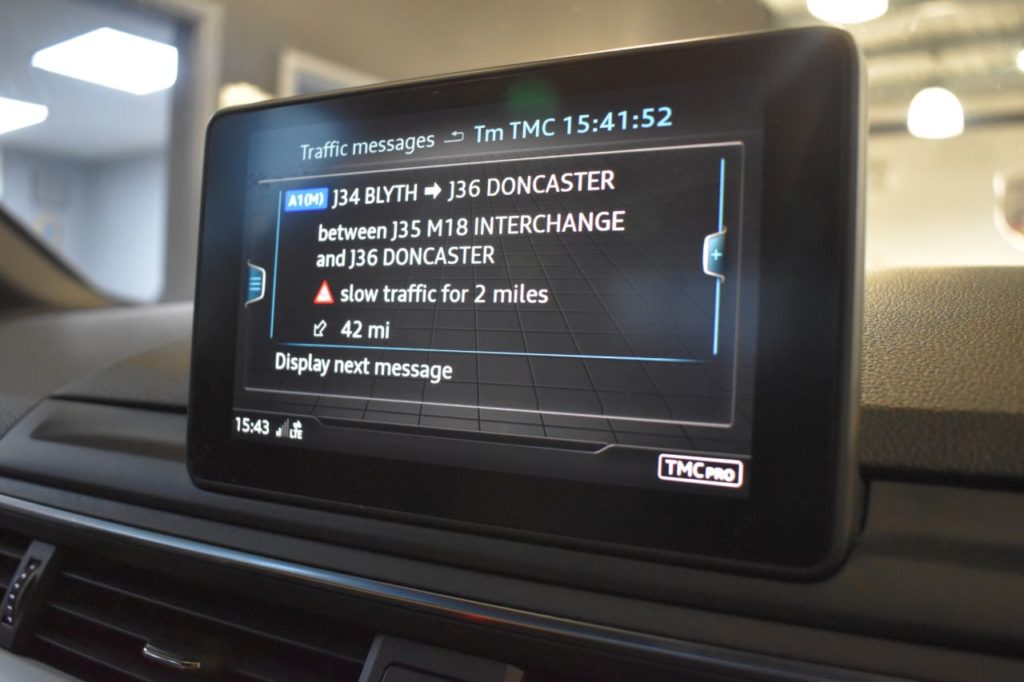 Traffic messages Tm TMC 15:41:52
A1(M) J34 BLYTH ➡ J36 DONCASTER
between J35 M18 INTERCHANGE
and J36 DONCASTER
slow traffic for 2 miles
42 mi
Display next message
15:43 LTE
TMC PRO